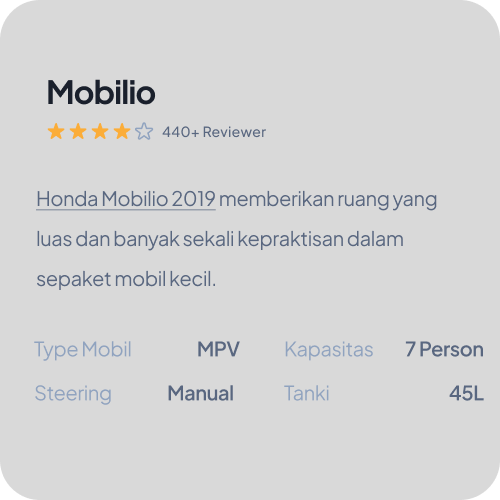 Mobilio
440+ Reviewer
Honda Mobilio 2019 memberikan ruang yang
luas dan banyak sekali kepraktisan dalam
sepaket mobil kecil.
Type Mobil MPV Kapasitas 7 Person
Steering Manual Tanki 45L